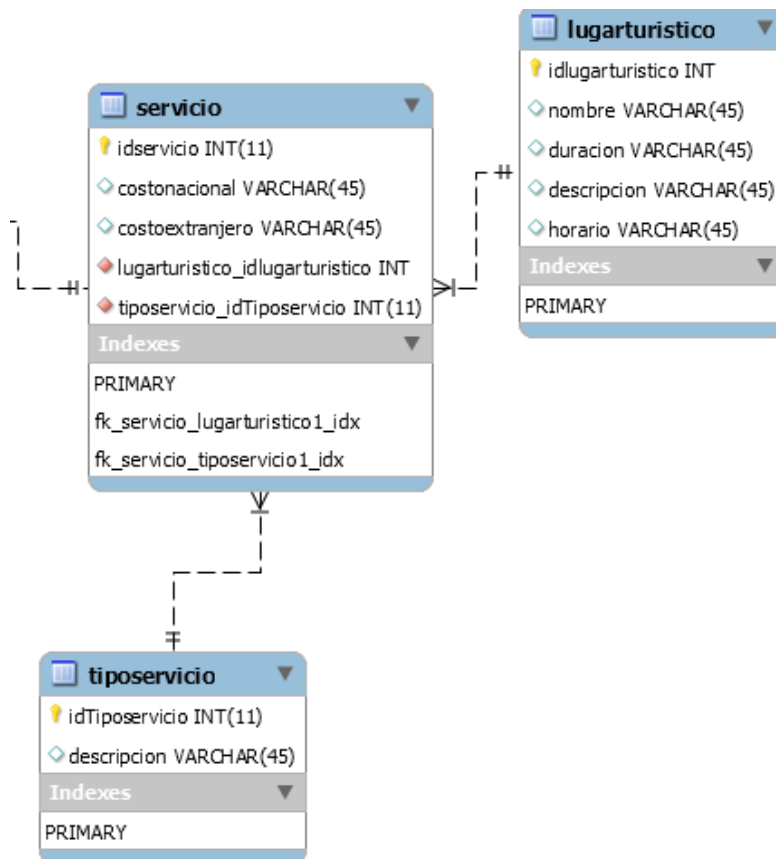 servicio
idservicio INT(11)
costonacional VARCHAR(45)
costoextranjero VARCHAR(45)
lugarturistico_idlugarturistico INT
tiposervicio_idTiposervicio INT(11)
Indexes
PRIMARY
fk_servicio_lugarturistico1_idx
fk_servicio_tiposervicio1_idx
lugarturistico
idlugarturistico INT
nombre VARCHAR(45)
duracion VARCHAR(45)
descripcion VARCHAR(45)
horario VARCHAR(45)
Indexes
PRIMARY
tiposervicio
idTiposervicio INT(11)
descripcion VARCHAR(45)
Indexes
PRIMARY